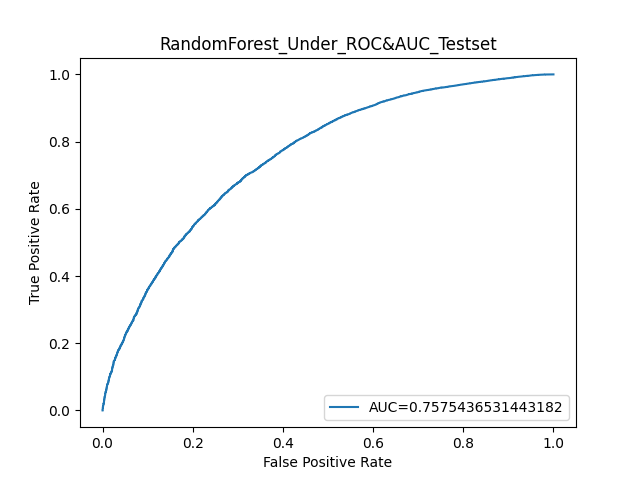 RandomForest_Under_ROC&AUC_Testset
1.0
0.8
0.6
0.4
0.2
0.0
True Positive Rate
AUC=0.7575436531443182
0.0 0.2 0.4 0.6 0.8 1.0
False Positive Rate